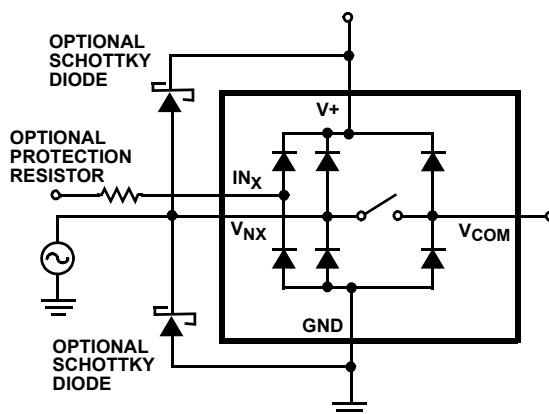 OPTIONAL
SCHOTTKY
DIODE
OPTIONAL
PROTECTION
RESISTOR
V+
INX
VNX
VCOM
GND
OPTIONAL
SCHOTTKY
DIODE